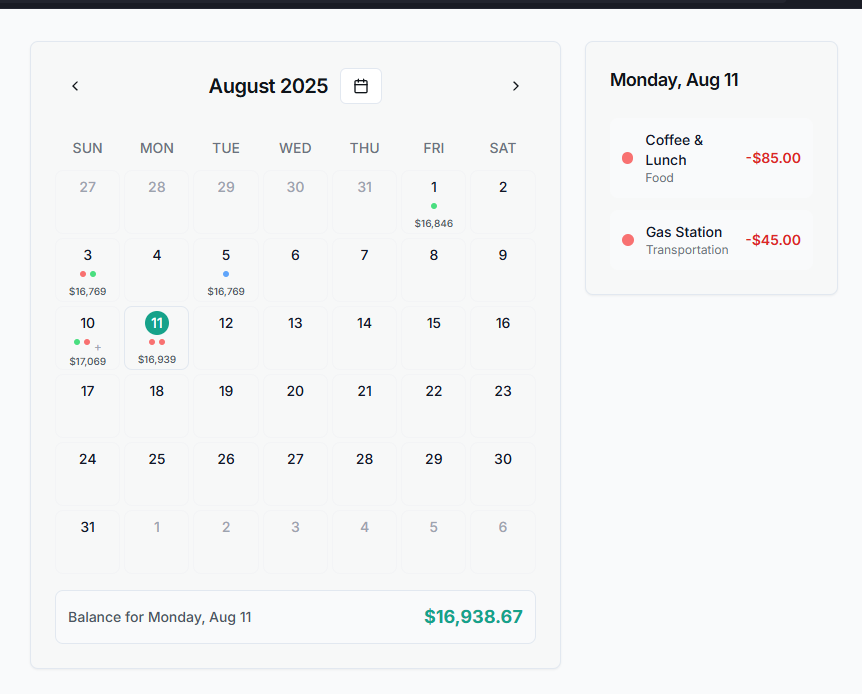 August 2025
SUN MON TUE WED THU FRI SAT
27 28 29 30 31 1 2
$16,846
3 4 5 6 7 8 9
$16,769 $16,769
10 11 12 13 14 15 16
+
$17,069 $16,939
17 18 19 20 21 22 23
24 25 26 27 28 29 30
31 1 2 3 4 5 6
Balance for Monday, Aug 11 $16,938.67
Monday, Aug 11
Coffee &
Lunch
-$85.00
Food
Gas Station
-$45.00
Transportation